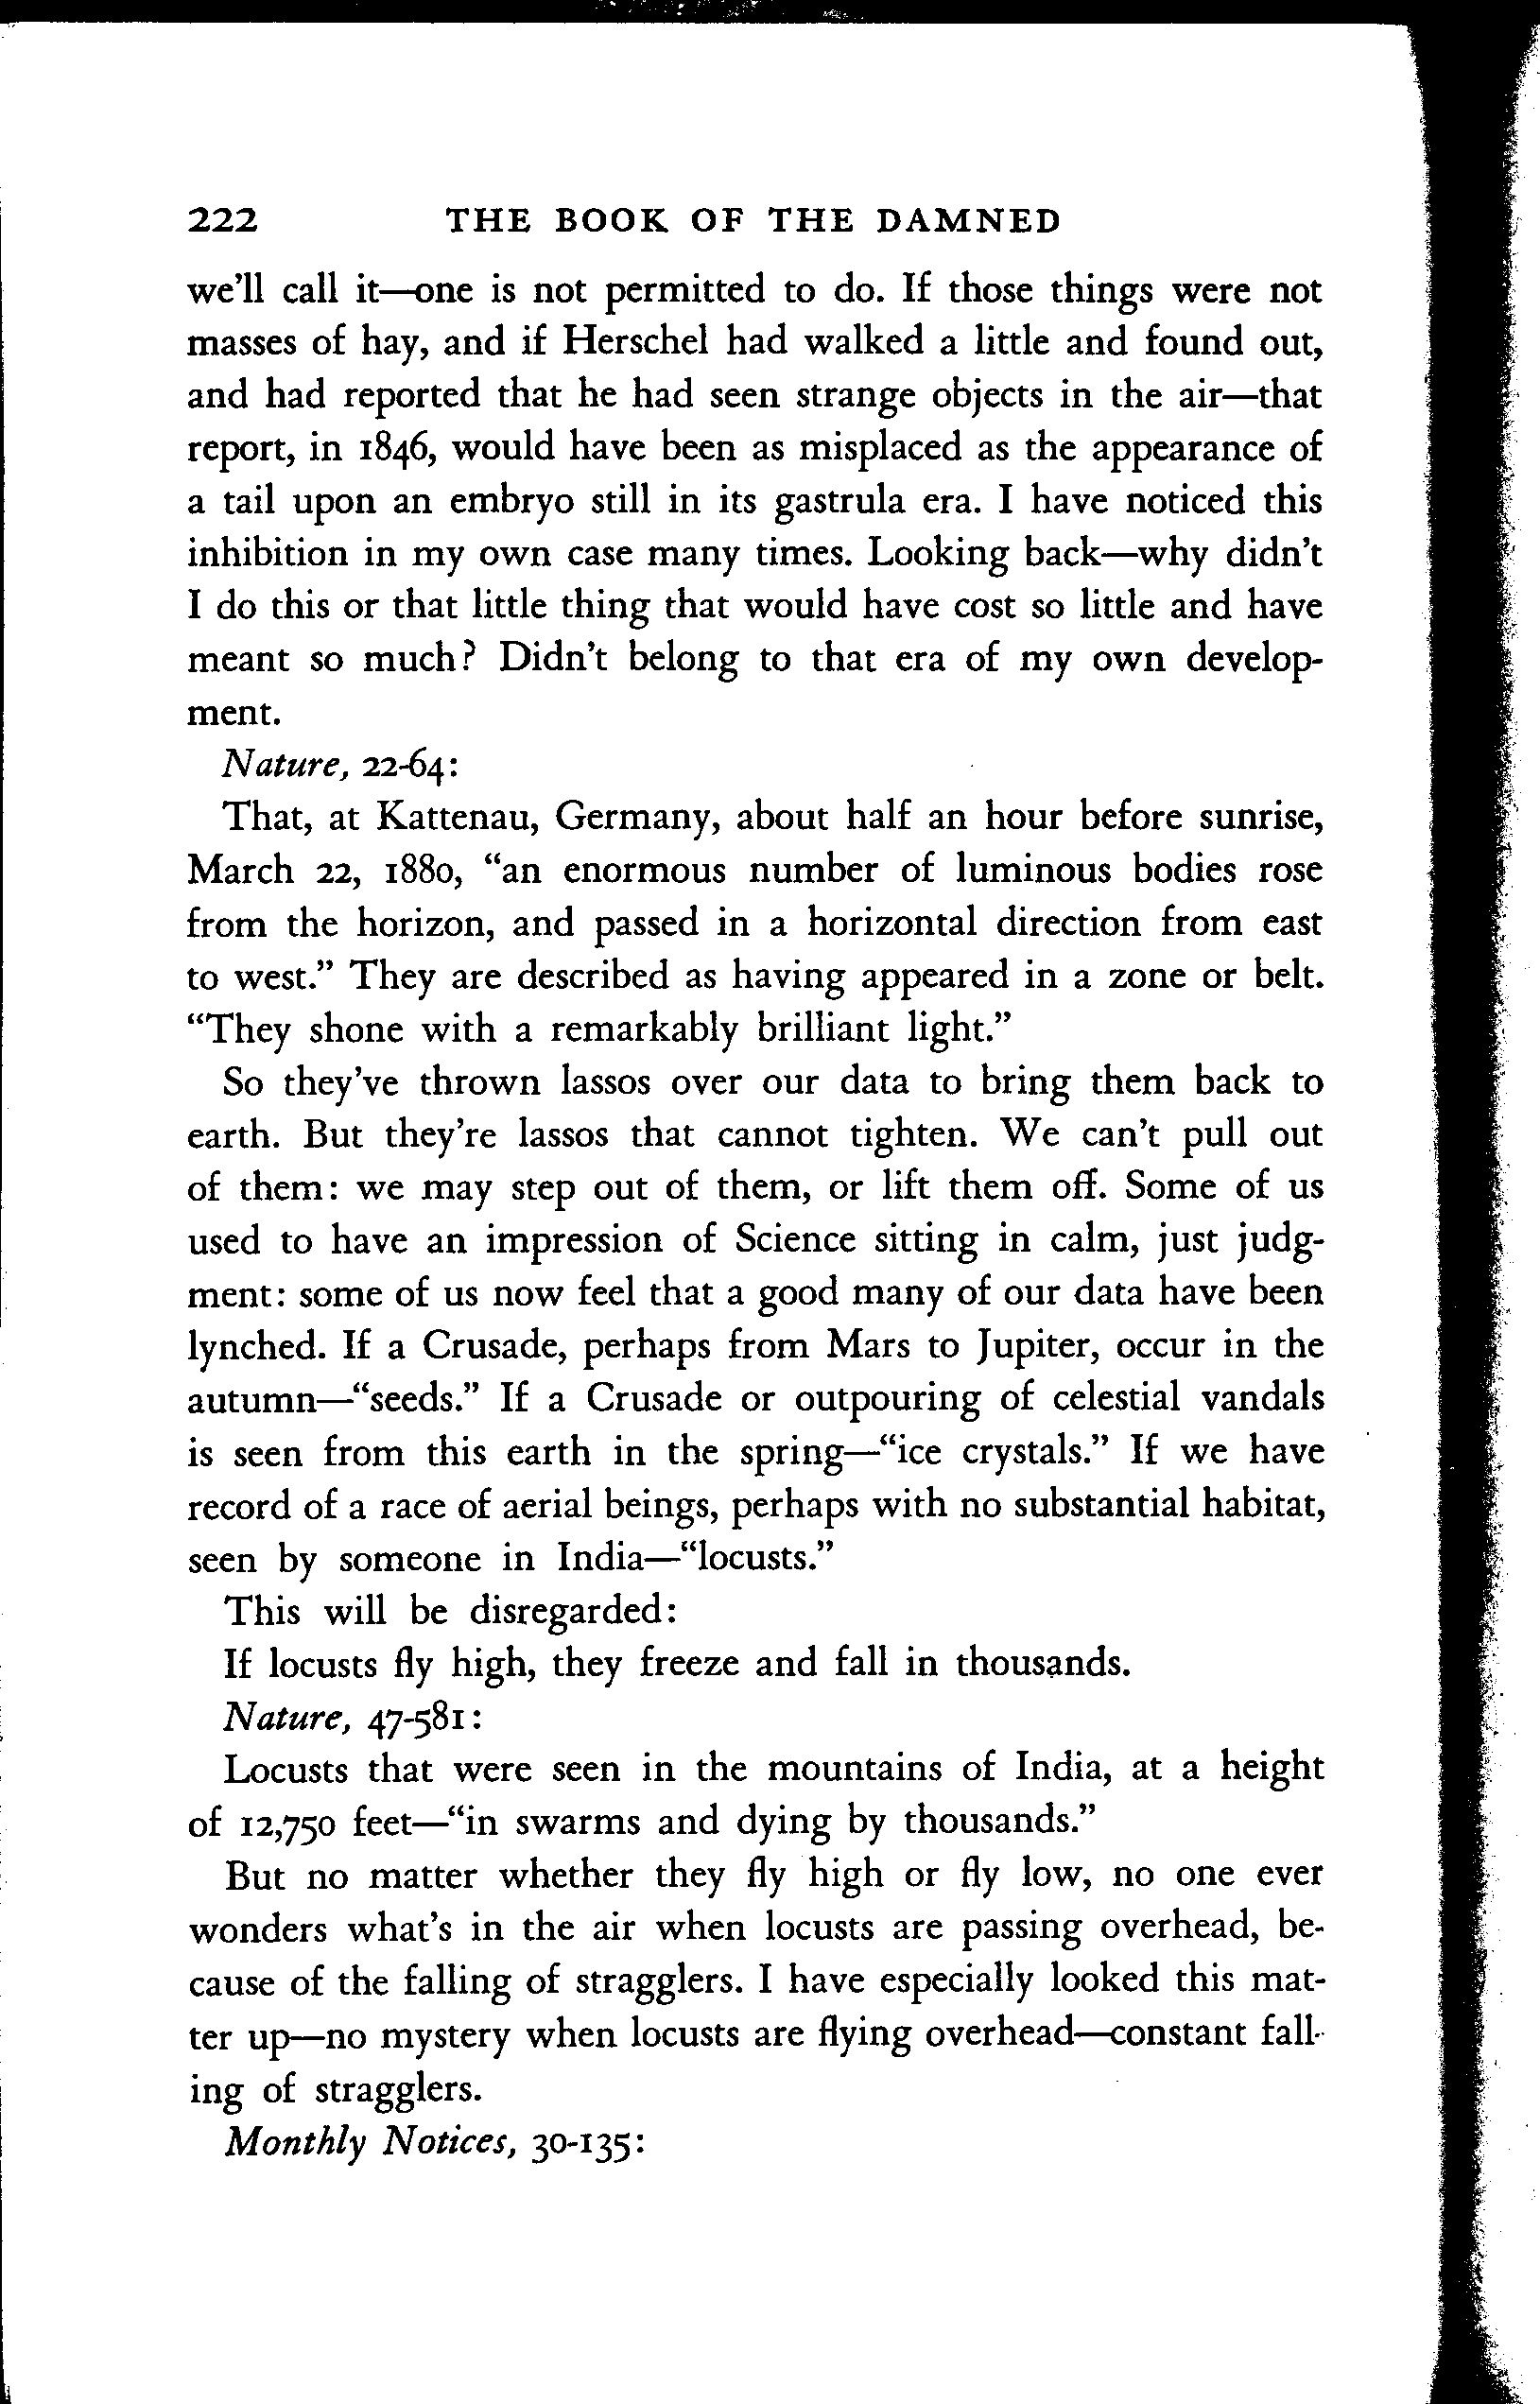 222 THE BOOK OF THE DAMNED
we'll call it—one is not permitted to do. If those things were not
masses of hay, and if Herschel had walked a little and found out,
and had reported that he had seen strange objects in the air—that
report, in 1846, would have been as misplaced as the appearance of
a tail upon an embryo still in its gastrula era. I have noticed this
inhibition in my own case many times. Looking back—why didn't
I do this or that little thing that would have cost so little and have
meant so much? Didn't belong to that era of my own develop-
ment.
Nature, 22-64:
That, at Kattenau, Germany, about half an hour before sunrise,
March 22, 1880, "an enormous number of luminous bodies rose
from the horizon, and passed in a horizontal direction from east
to west." They are described as having appeared in a zone or belt.
"They shone with a remarkably brilliant light."
So they've thrown lassos over our data to bring them back to
earth. But they're lassos that cannot tighten. We can't pull out
of them: we may step out of them, or lift them off. Some of us
used to have an impression of Science sitting in calm, just judg-
ment: some of us now feel that a good many of our data have been
lynched. If a Crusade, perhaps from Mars to Jupiter, occur in the
autumn—"seeds." If a Crusade or outpouring of celestial vandals
is seen from this earth in the spring—"ice crystals." If we have
record of a race of aerial beings, perhaps with no substantial habitat,
seen by someone in India—"locusts."
This will be disregarded:
If locusts fly high, they freeze and fall in thousands.
Nature, 47-581:
Locusts that were seen in the mountains of India, at a height
of 12,750 feet—"in swarms and dying by thousands."
But no matter whether they fly high or fly low, no one ever
wonders what's in the air when locusts are passing overhead, be-
cause of the falling of stragglers. I have especially looked this mat-
ter up—no mystery when locusts are flying overhead—constant fall-
ing of stragglers.
Monthly Notices, 30-135: